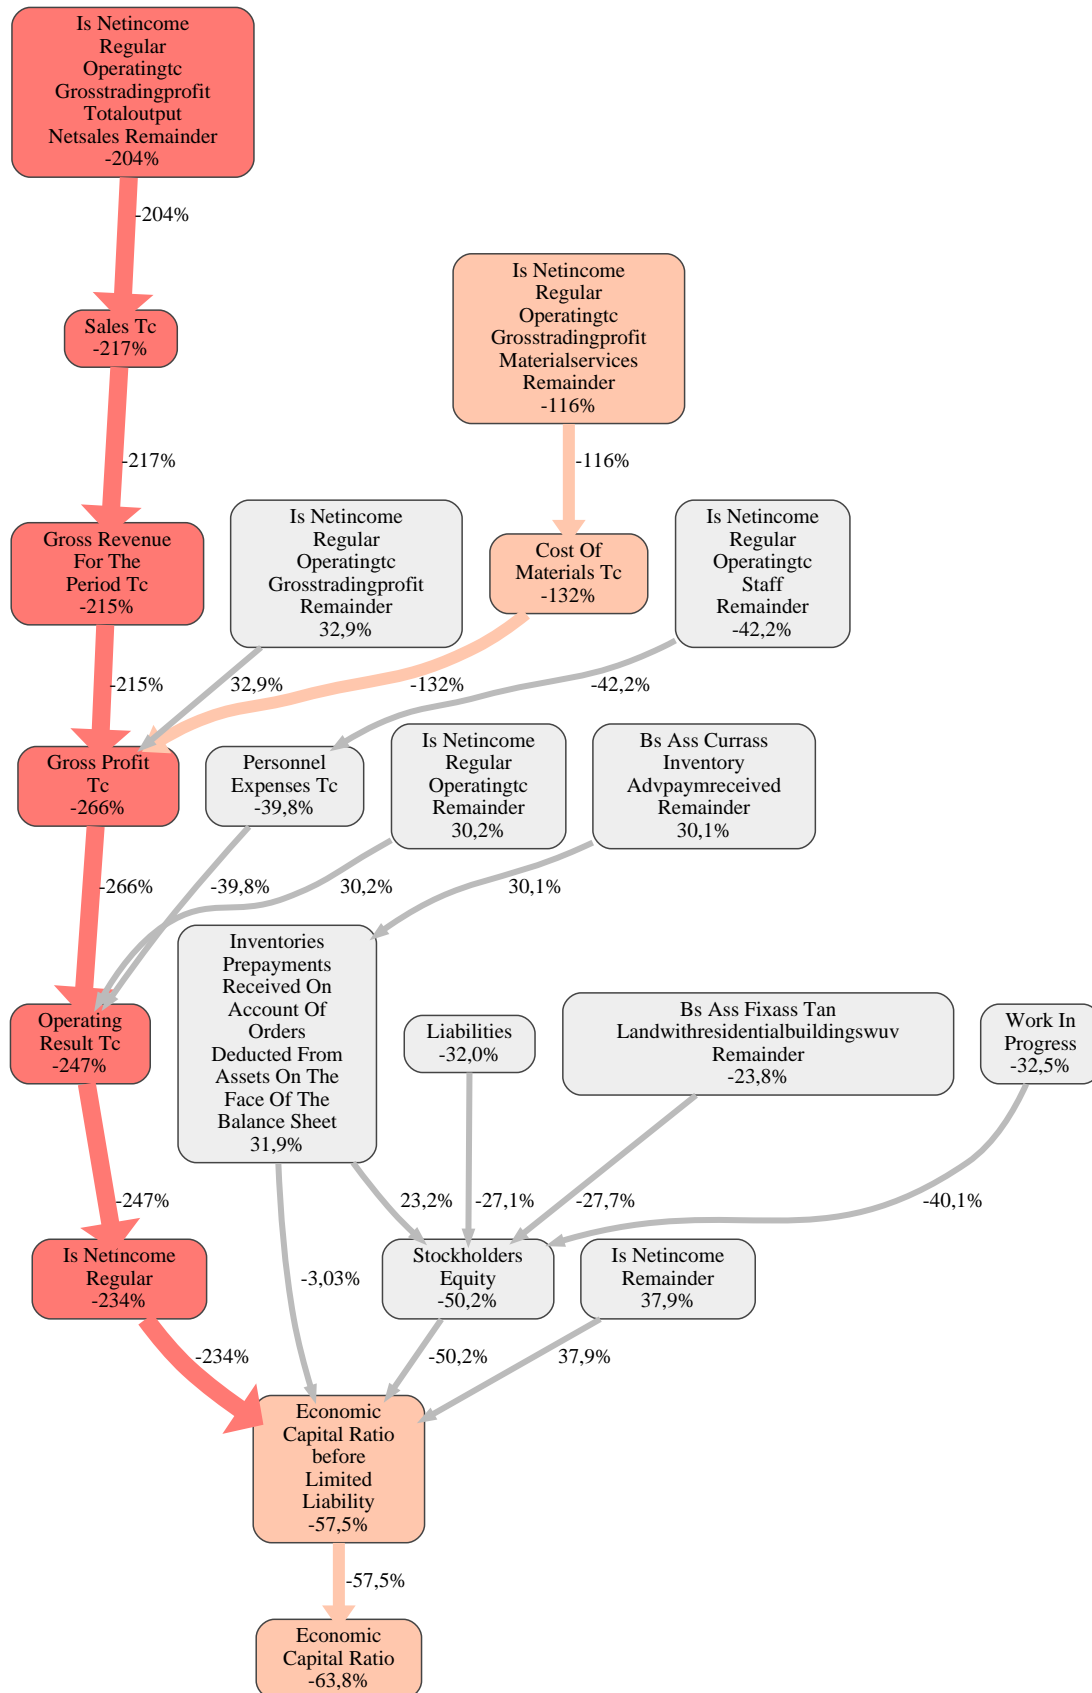 Is Netincome
Regular
Operatingtc
Grosstradingprofit
Totaloutput
Netsales Remainder
-204%
-204%
Sales Tc
-217%
Is Netincome
Regular
Operatingtc
Grosstradingprofit
Materialservices
Remainder
-116%
-217%
-116%
Gross Revenue
For The
Period Tc
-215%
Is Netincome
Regular
Operatingtc
Grosstradingprofit
Remainder
32,9%
Cost Of
Materials Tc
-132%
Is Netincome
Regular
Operatingtc
Staff
Remainder
-42,2%
-215%
32,9%
-132%
-42,2%
Gross Profit
Tc
-266%
Personnel
Expenses Tc
-39,8%
Is Netincome
Regular
Operatingtc
Remainder
30,2%
Bs Ass Currass
Inventory
Advpaymreceived
Remainder
30,1%
-266%
-39,8%
30,2%
30,1%
Operating
Result Tc
-247%
Inventories
Prepayments
Received On
Account Of
Orders
Deducted From
Assets On The
Face Of The
Balance Sheet
31,9%
Liabilities
-32,0%
Bs Ass Fixass Tan
Landwithresidentialbuildingswuv
Remainder
-23,8%
Work In
Progress
-32,5%
-247%
23,2%
-27,1%
-27,7%
-40,1%
Is Netincome
Regular
-234%
-3,03%
Stockholders
Equity
-50,2%
Is Netincome
Remainder
37,9%
-234%
-50,2%
37,9%
Economic
Capital Ratio
before
Limited
Liability
-57,5%
-57,5%
Economic
Capital Ratio
-63,8%